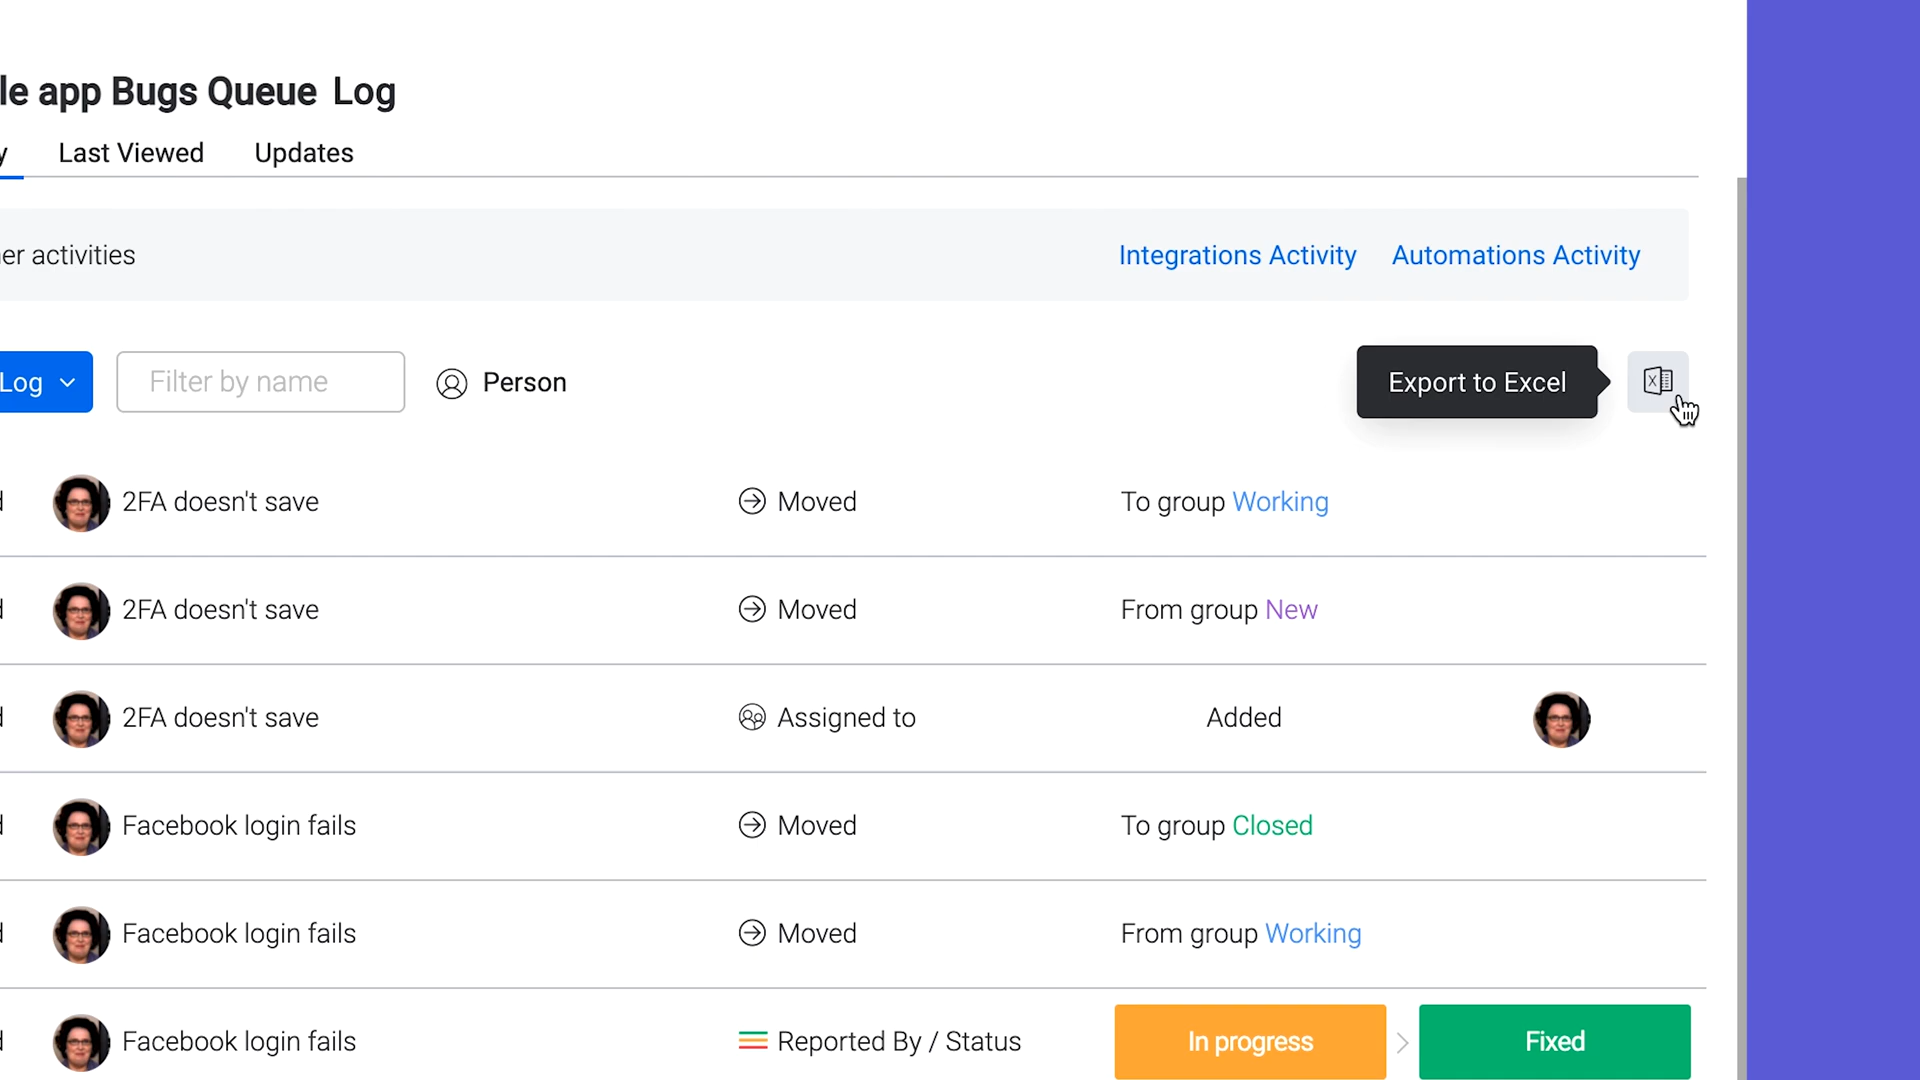 le app Bugs Queue Log
y Last Viewed Updates
er activities Integrations Activity Automations Activity
Log Filter by name Person Export to Excel
2FA doesn't save Moved To group Working
2FA doesn't save Moved From group New
2FA doesn't save Assigned to Added
Facebook login fails Moved To group Closed
Facebook login fails Moved From group Working
Facebook login fails Reported By / Status In progress Fixed